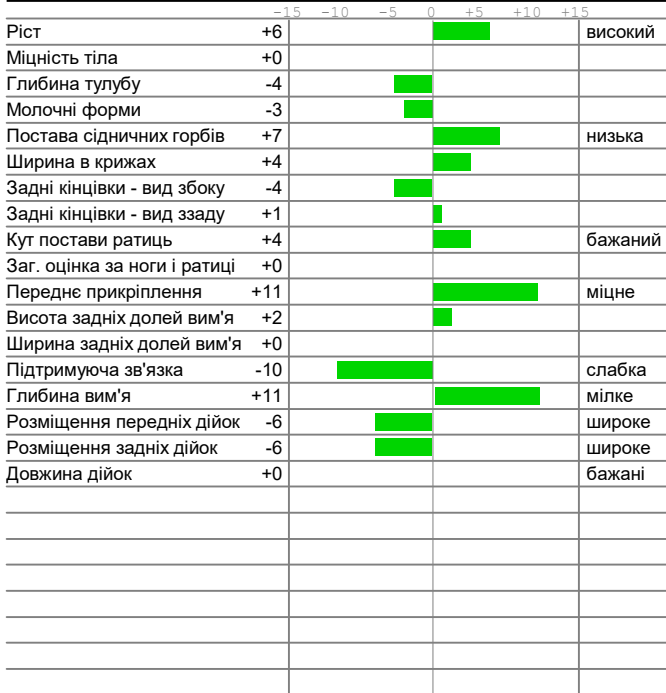 -15 -10 -5 0 +5 +10 +15
Ріст +6 високий
Міцність тіла +0
Глибина тулубу -4
Молочні форми -3
Постава сідничних горбів +7 низька
Ширина в крижах +4
Задні кінцівки - вид збоку -4
Задні кінцівки - вид ззаду +1
Кут постави ратиць +4 бажаний
Заг. оцінка за ноги і ратиці +0
Переднє прикріплення +11 міцне
Висота задніх долей вим'я +2
Ширина задніх долей вим'я +0
Підтримуюча зв'язка -10 слабка
Глибина вим'я +11 мілке
Розміщення передніх дійок -6 широке
Розміщення задніх дійок -6 широке
Довжина дійок +0 бажані